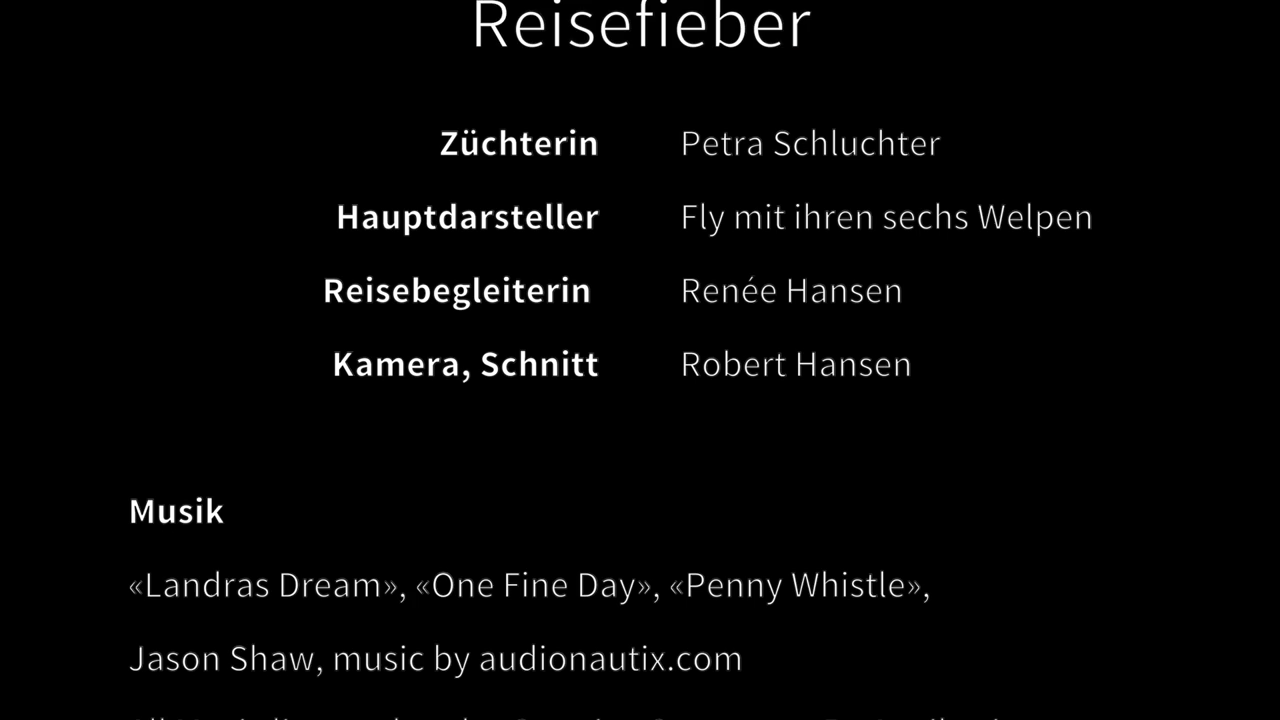 Reisefieber
Züchterin Petra Schluchter
Hauptdarsteller Fly mit ihren sechs Welpen
Reisebegleiterin Renée Hansen
Kamera, Schnitt Robert Hansen
Musik
«Landras Dream», «One Fine Day», «Penny Whistle»,
Jason Shaw, music by audionautix.com